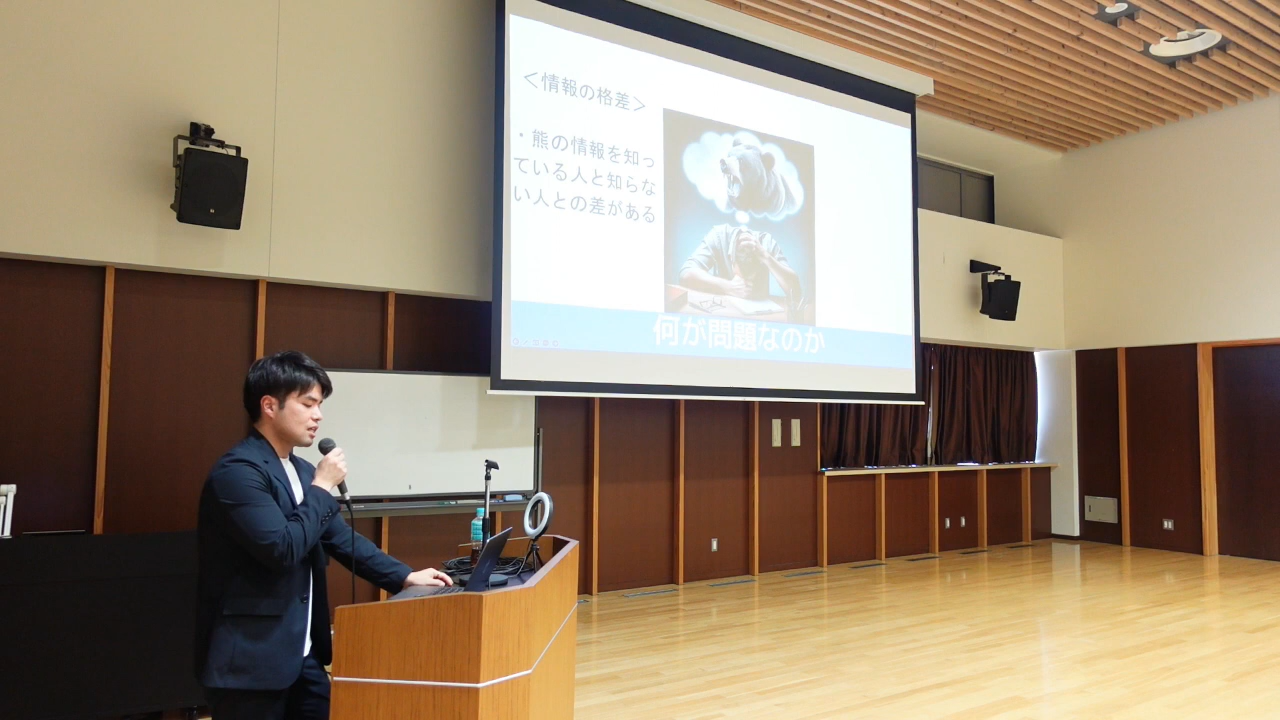 ＜情報の格差＞
・熊の情報を知っ
ている人と知らな
い人との差がある
何が問題なのか